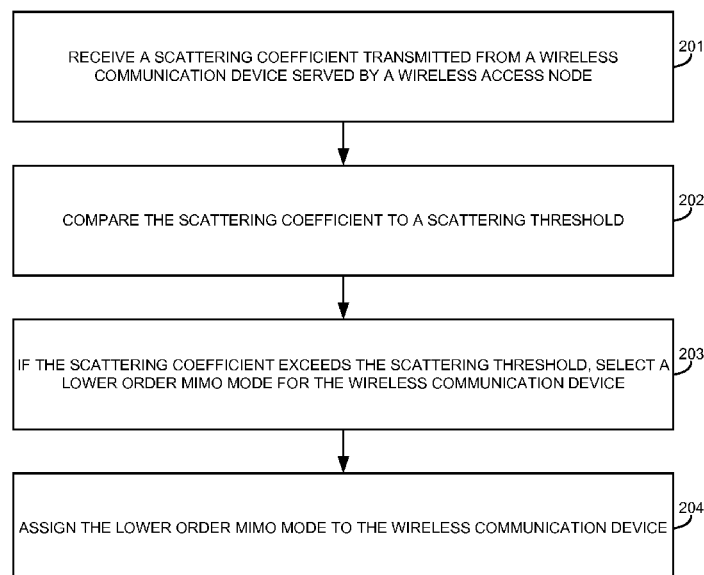 RECEIVE A SCATTERING COEFFICIENT TRANSMITTED FROM A WIRELESS
COMMUNICATION DEVICE SERVED BY A WIRELESS ACCESS NODE
201
COMPARE THE SCATTERING COEFFICIENT TO A SCATTERING THRESHOLD
202
IF THE SCATTERING COEFFICIENT EXCEEDS THE SCATTERING THRESHOLD, SELECT A
LOWER ORDER MIMO MODE FOR THE WIRELESS COMMUNICATION DEVICE
203
ASSIGN THE LOWER ORDER MIMO MODE TO THE WIRELESS COMMUNICATION DEVICE
204